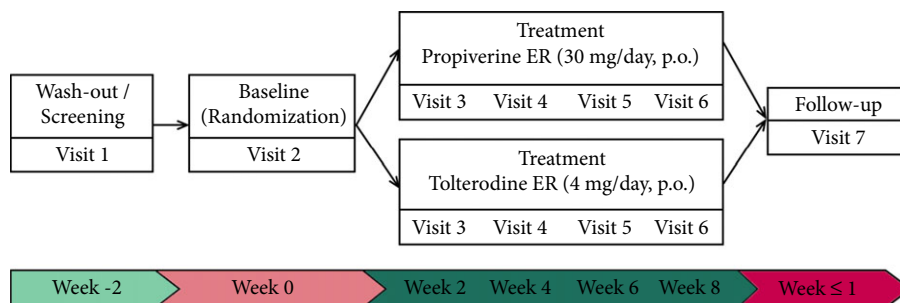 Wash-out /
Screening
Visit 1
Baseline
(Randomization)
Visit 2
Treatment
Propiverine ER (30 mg/day, p.o.)
Visit 3 Visit 4 Visit 5 Visit 6
Treatment
Tolterodine ER (4 mg/day, p.o.)
Visit 3 Visit 4 Visit 5 Visit 6
Follow-up
Visit 7
Week -2 Week 0 Week 2 Week 4 Week 6 Week 8 Week ≤ 1